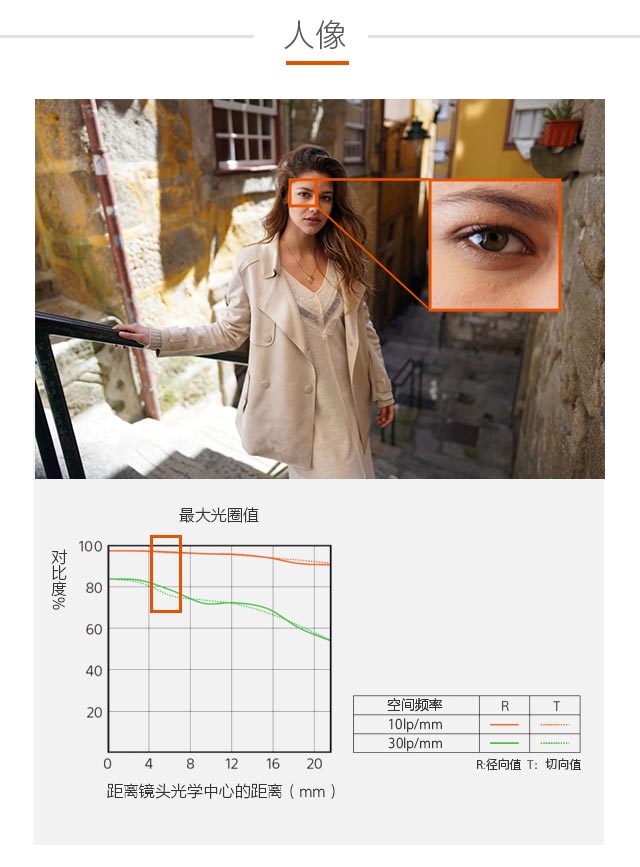 人像
最大光圈值
对比度%
100
80
60
40
20
0 4 8 12 16 20
距离镜头光学中心的距离（mm）
空间频率 R T
10lp/mm
30lp/mm
R:径向值 T：切向值